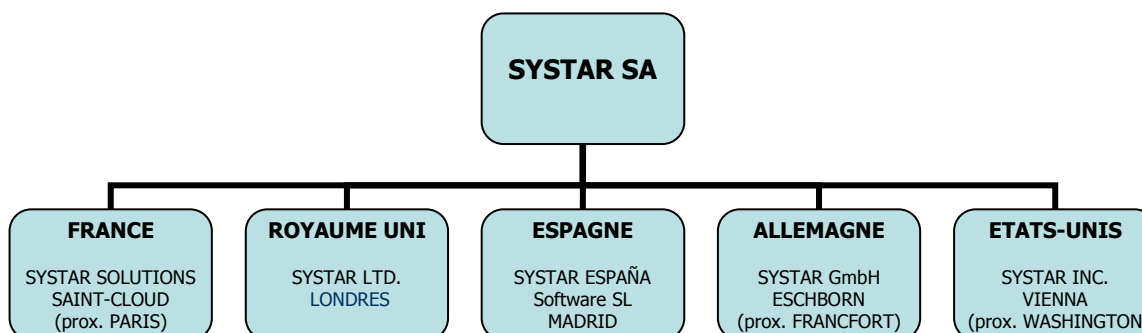 SYSTAR SA
FRANCE
SYSTAR SOLUTIONS
SAINT-CLOUD
(prox. PARIS)
ROYAUME UNI
SYSTAR LTD.
LONDRES
ESPAGNE
SYSTAR ESPAÑA
Software SL
MADRID
ALLEMAGNE
SYSTAR GmbH
ESCHBORN
(prox. FRANCFORT)
ETATS-UNIS
SYSTAR INC.
VIENNA
(prox. WASHINGTON